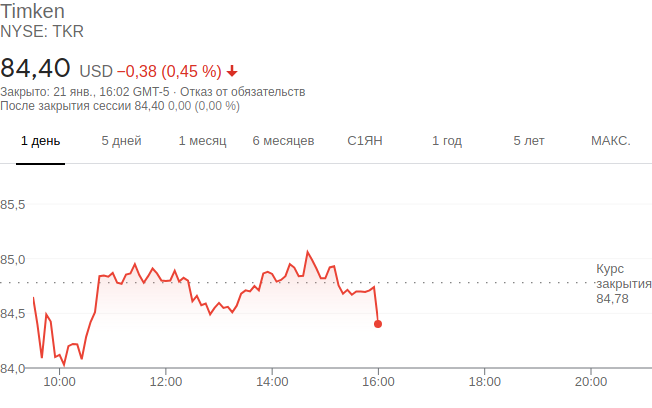 Timken
NYSE: TKR
84,40 USD −0,38 (0,45 %)
Закрыто: 21 янв., 16:02 GMT-5 · Отказ от обязательств
После закрытия сессии 84,40 0,00 (0,00 %)
1 день 5 дней 1 месяц 6 месяцев С1ЯН 1 год 5 лет МАКС.
85,5
85,0
Курс
закрытия
84,78
84,5
84,0
10:00 12:00 14:00 16:00 18:00 20:00